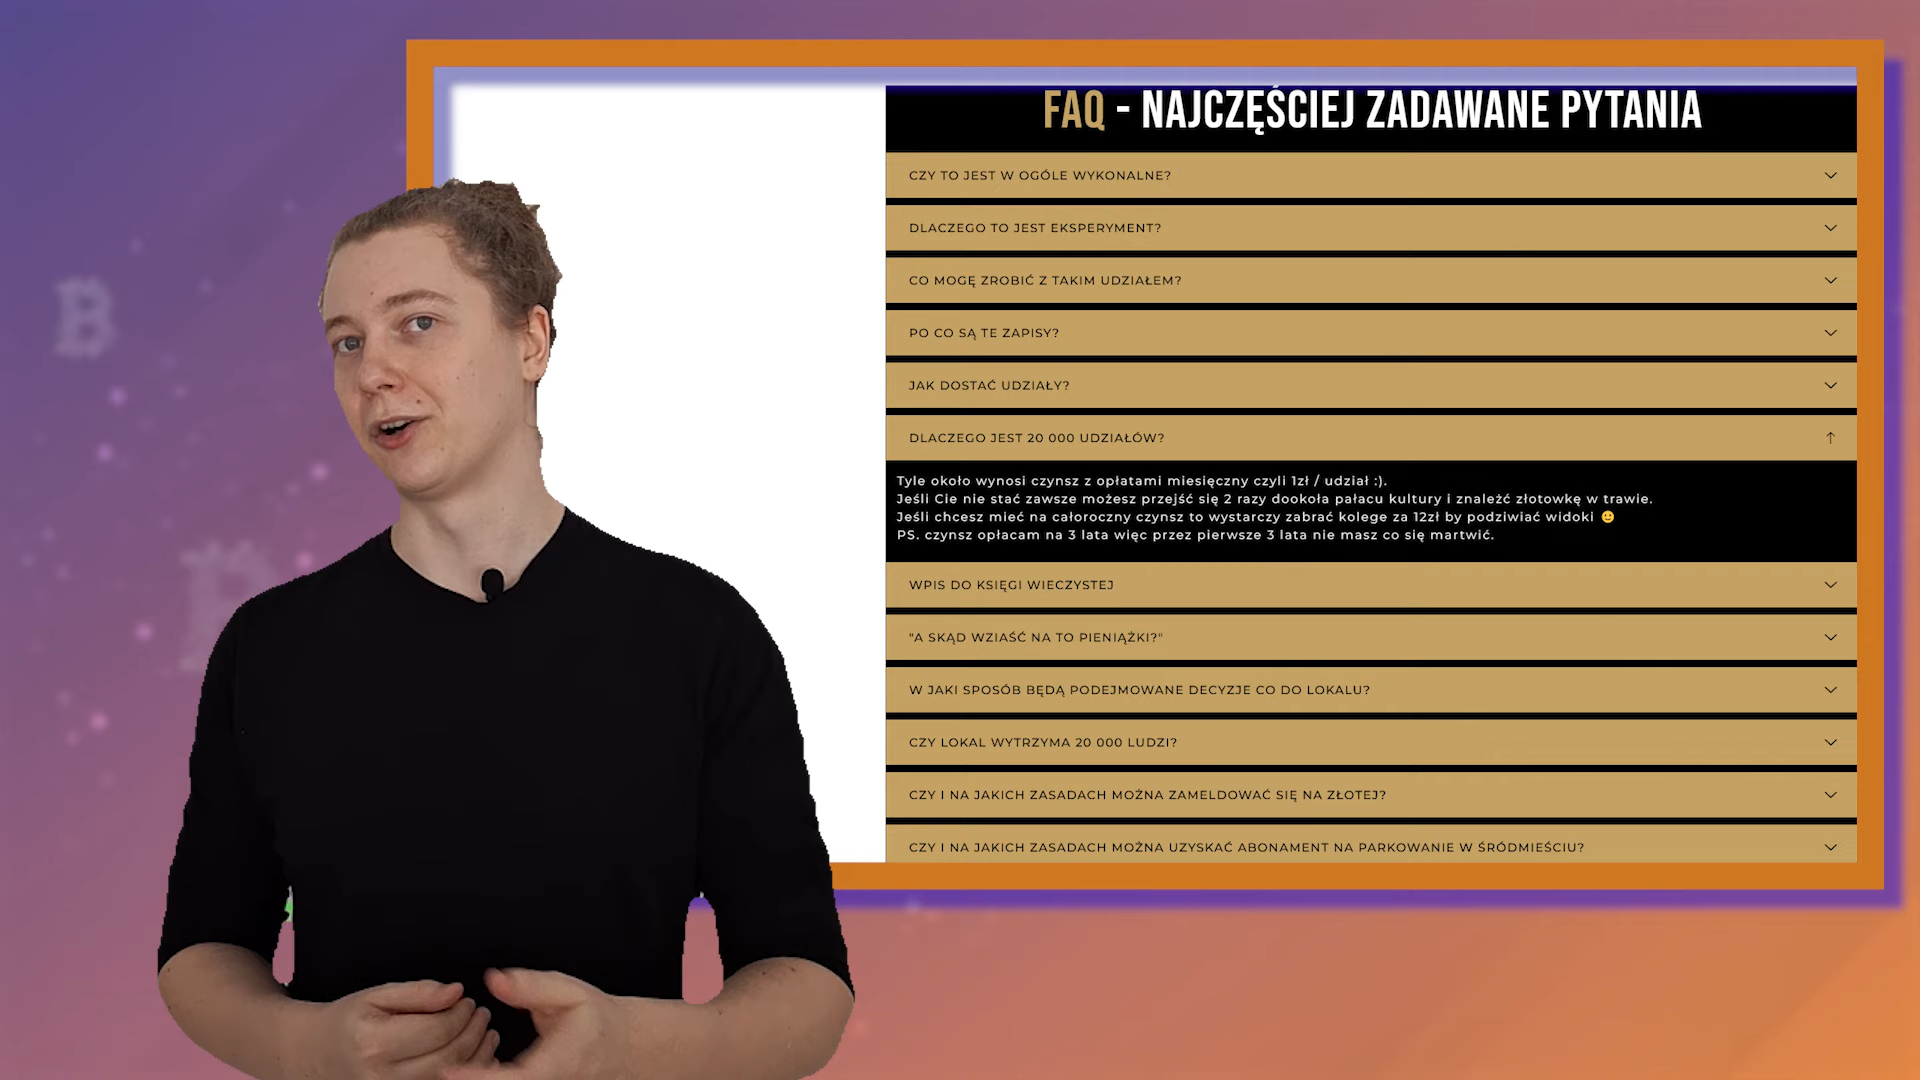 FAQ - NAJCZĘŚCIEJ ZADAWANE PYTANIA
CZY TO JEST W OGÓLE WYKONALNE?
DLACZEGO TO JEST EKSPERYMENT?
CO MOGĘ ZROBIĆ Z TAKIM UDZIAŁEM?
PO CO SĄ TE ZAPISY?
JAK DOSTAĆ UDZIAŁY?
DLACZEGO JEST 20 000 UDZIAŁÓW?
Tyle około wynosi czynsz z opłatami miesięczny czyli 1zł / udział :).
Jeśli Cie nie stać zawsze możesz przejść się 2 razy dookoła pałacu kultury i znaleźć złotowkę w trawie.
Jeśli chcesz mieć na całoroczny czynsz to wystarczy zabrać kolege za 12zł by podziwiać widoki 🙂
PS. czynsz opłacam na 3 lata więc przez pierwsze 3 lata nie masz co się martwić.
WPIS DO KSIĘGI WIECZYSTEJ
"A SKĄD WZIAŚĆ NA TO PIENIĄŻKI?"
W JAKI SPOSÓB BĘDĄ PODEJMOWANE DECYZJE CO DO LOKALU?
CZY LOKAL WYTRZYMA 20 000 LUDZI?
CZY I NA JAKICH ZASADACH MOŻNA ZAMELDOWAĆ SIĘ NA ZŁOTEJ?
CZY I NA JAKICH ZASADACH MOŻNA UZYSKAĆ ABONAMENT NA PARKOWANIE W ŚRÓDMIEŚCIU?